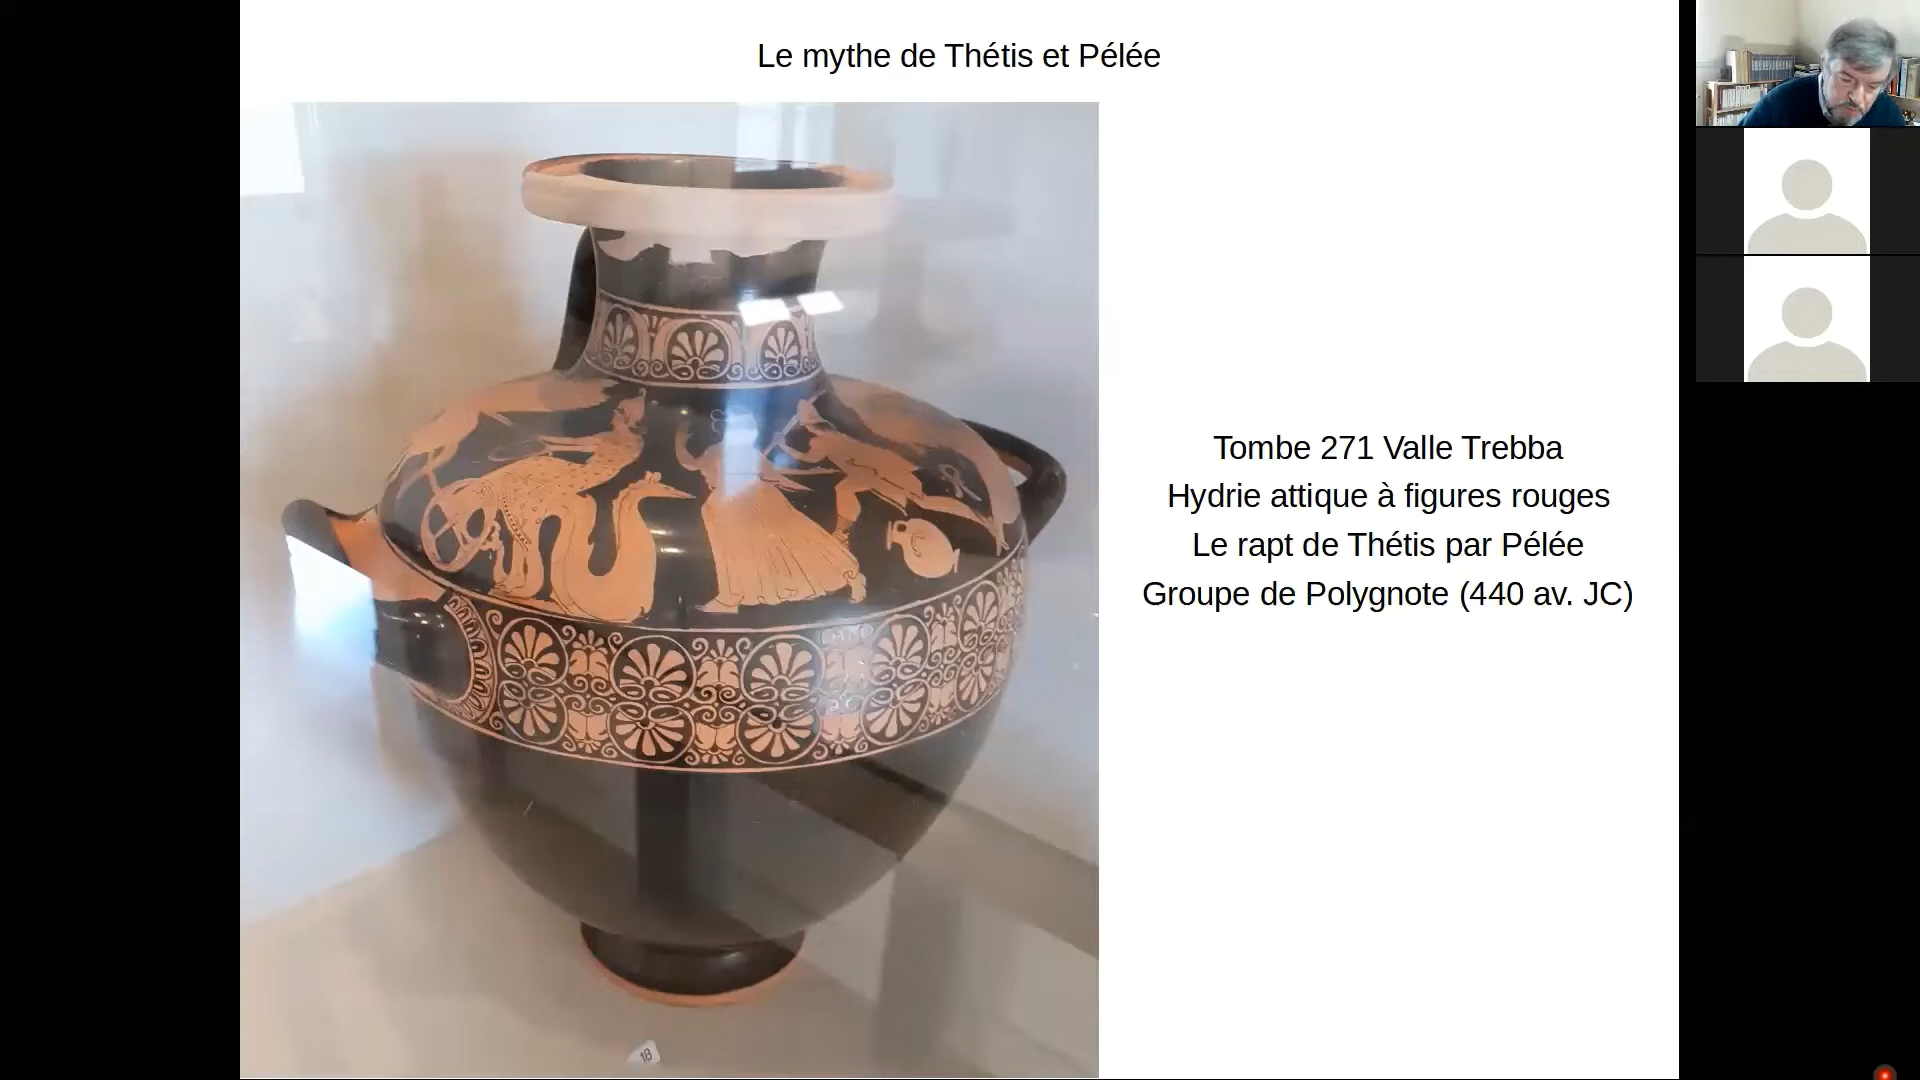 Le mythe de Thétis et Pélée
Tombe 271 Valle Trebba
Hydrie attique à figures rouges
Le rapt de Thétis par Pélée
Groupe de Polygnote (440 av. JC)
18